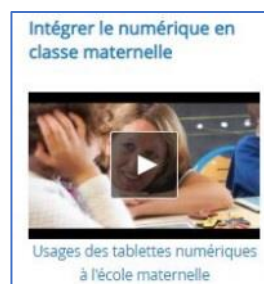 Intégrer le numérique en
classe maternelle
Usages des tablettes numériques
à l'école maternelle